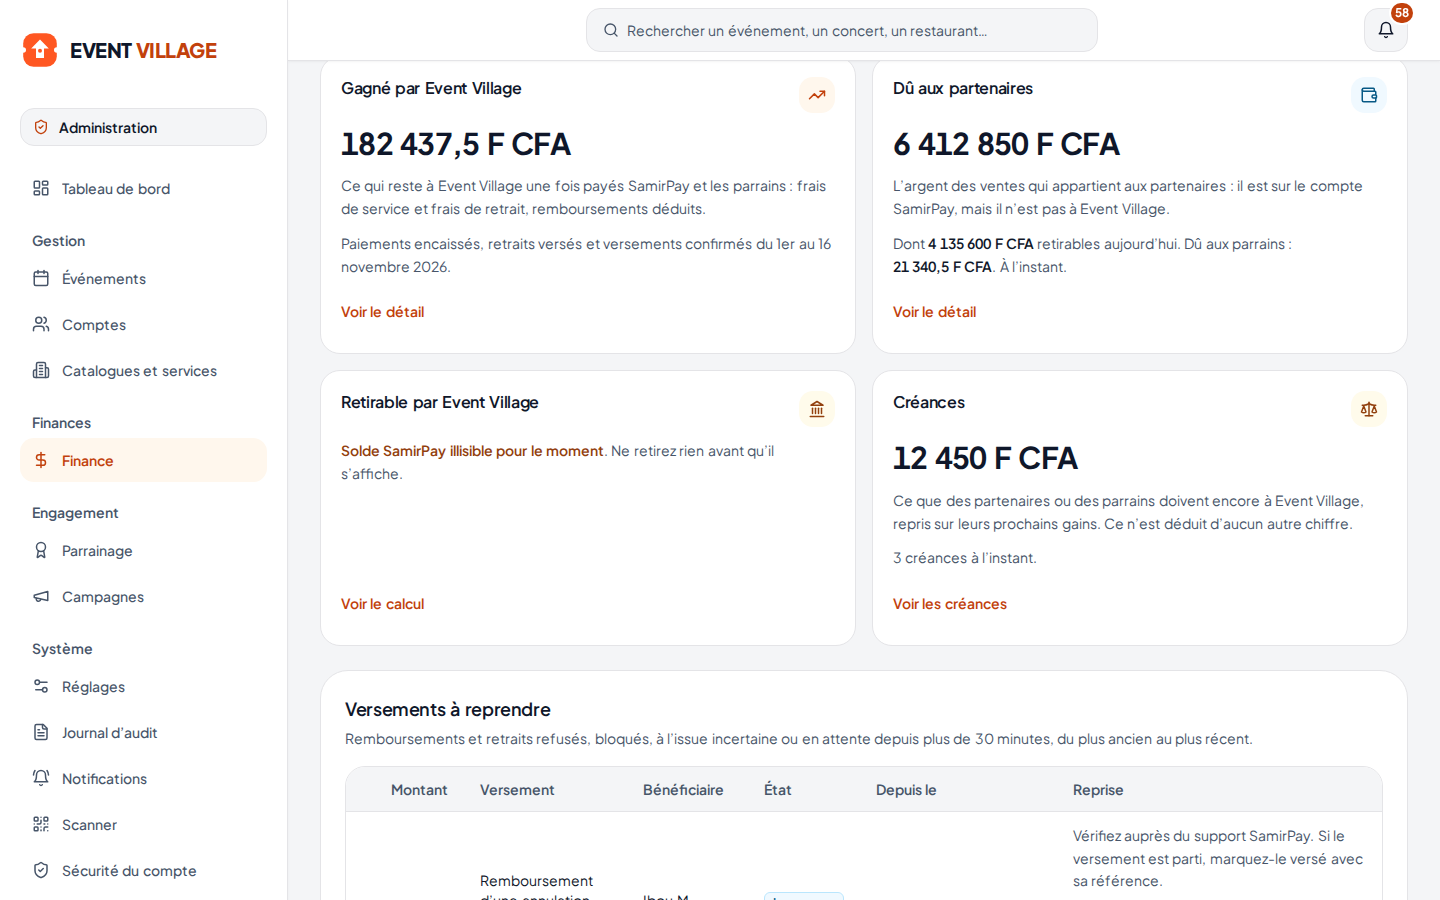 EVENT VILLAGE
Rechercher un événement, un concert, un restaurant…
58
Administration
Tableau de bord
Gestion
Événements
Comptes
Catalogues et services
Finances
Finance
Engagement
Parrainage
Campagnes
Système
Réglages
Journal d’audit
Notifications
Scanner
Sécurité du compte
Gagné par Event Village
182 437,5 F CFA
Ce qui reste à Event Village une fois payés SamirPay et les parrains : frais
de service et frais de retrait, remboursements déduits.
Paiements encaissés, retraits versés et versements confirmés du 1er au 16
novembre 2026.
Voir le détail
Dû aux partenaires
6 412 850 F CFA
L’argent des ventes qui appartient aux partenaires : il est sur le compte
SamirPay, mais il n’est pas à Event Village.
Dont 4 135 600 F CFA retirables aujourd’hui. Dû aux parrains :
21 340,5 F CFA. À l’instant.
Voir le détail
Retirable par Event Village
Solde SamirPay illisible pour le moment. Ne retirez rien avant qu’il
s’affiche.
Voir le calcul
Créances
12 450 F CFA
Ce que des partenaires ou des parrains doivent encore à Event Village,
repris sur leurs prochains gains. Ce n’est déduit d’aucun autre chiffre.
3 créances à l’instant.
Voir les créances
Versements à reprendre
Remboursements et retraits refusés, bloqués, à l’issue incertaine ou en attente depuis plus de 30 minutes, du plus ancien au plus récent.
Montant Versement Bénéficiaire État Depuis le Reprise
Vérifiez auprès du support SamirPay. Si le
versement est parti, marquez-le versé avec
sa référence.
Remboursement